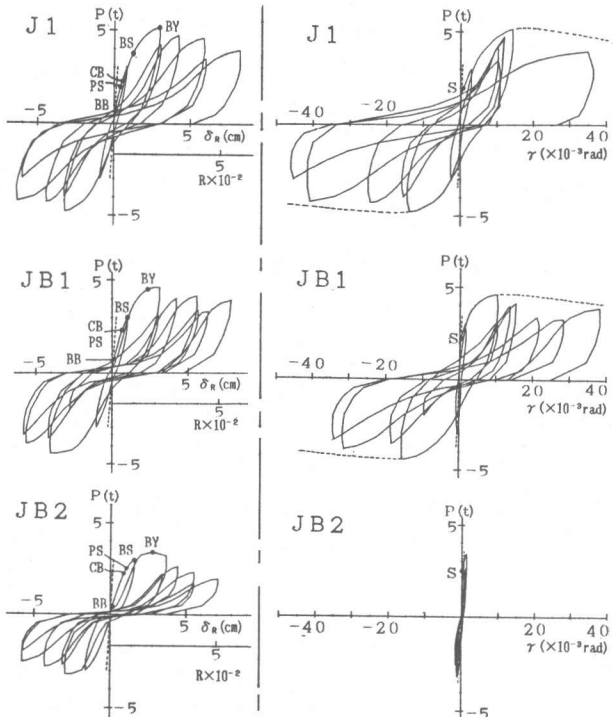 J1
P(t)
5
BS
BY
CB
PS
BB
-5
5
δR(cm)
5
R×10-2
-5
J1
P(t)
5
S
-40
-20
20
40
γ(×10-3rad)
-5
JB1
P(t)
5
BS
BY
CB
PS
BB
-5
5
δR(cm)
5
R×10-2
-5
JB1
P(t)
5
S
-40
-20
20
40
γ(×10-3rad)
-5
JB2
P(t)
5
PS
BS
BY
CB
BB
-5
5
δR(cm)
5
R×10-2
-5
JB2
P(t)
5
S
-40
-20
0
20
40
γ(×10-3rad)
-5